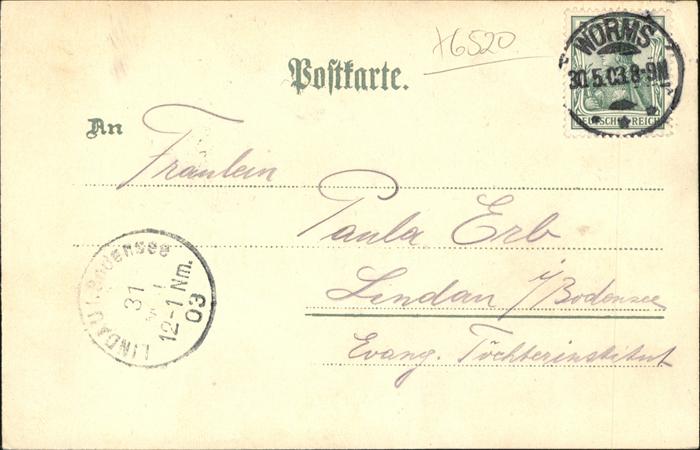 x6520
WORMS
30.5.03.8-9N
DEUTSCHES REICH
Postkarte.
An
Fräulein
Paula Erb
Lindau i/Bodensee
Evang. Töchterinstitut
LINDAU i. Bodensee
31
12-1 Nm.
03